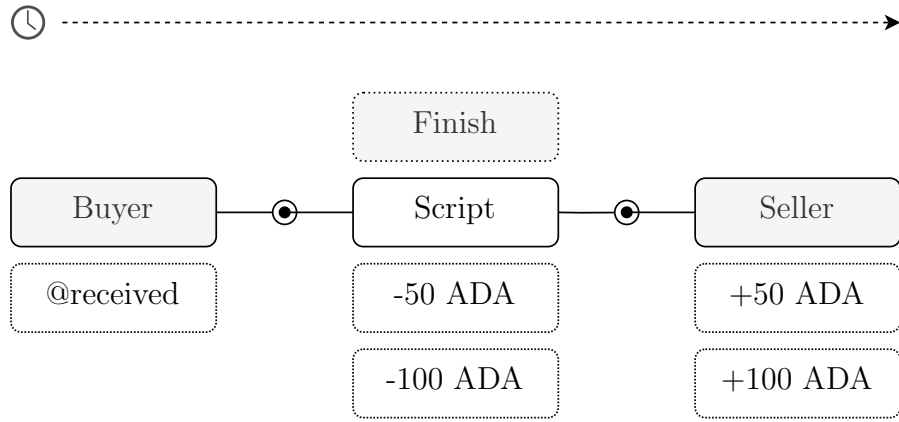 Finish
Buyer
Script
Seller
@received
-50 ADA
+50 ADA
-100 ADA
+100 ADA